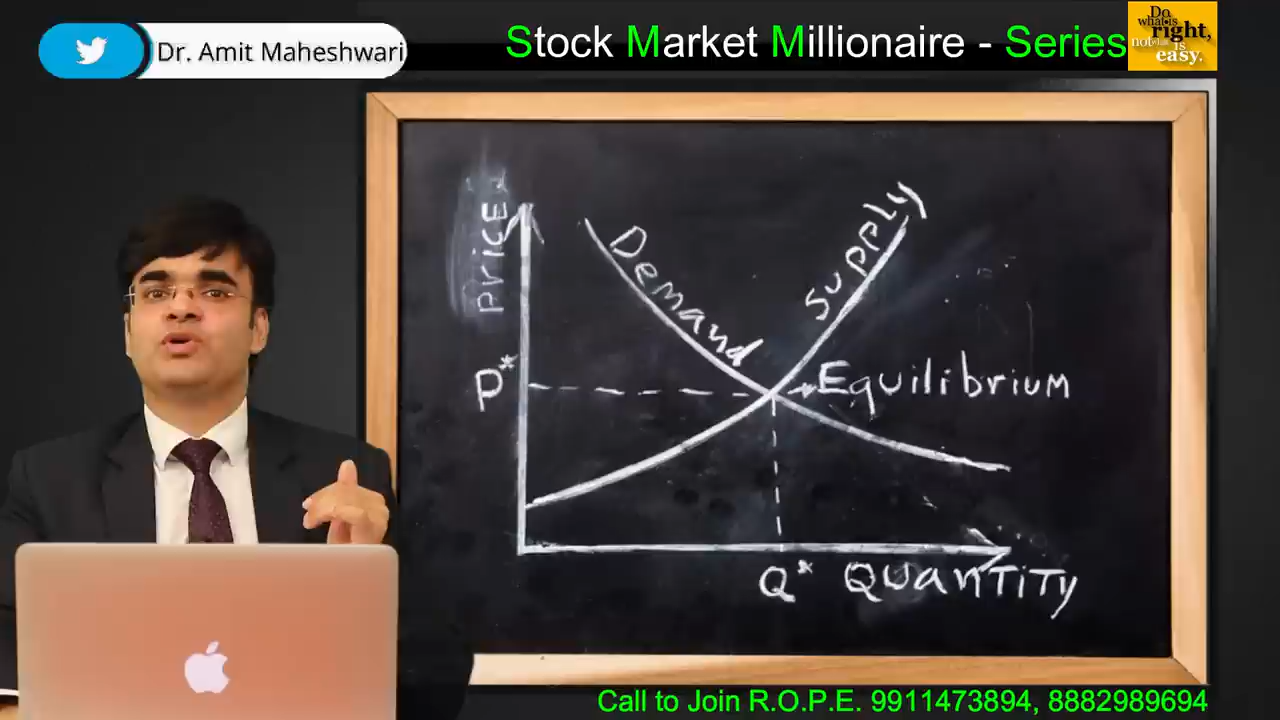 Dr. Amit Maheshwari
Stock Market Millionaire - Series
Do
what is
right,
not
is
easy.
PRICE
Demand
Supply
P*
Equilibrium
Q* QUANTITY
Call to Join R.O.P.E. 9911473894, 8882989694